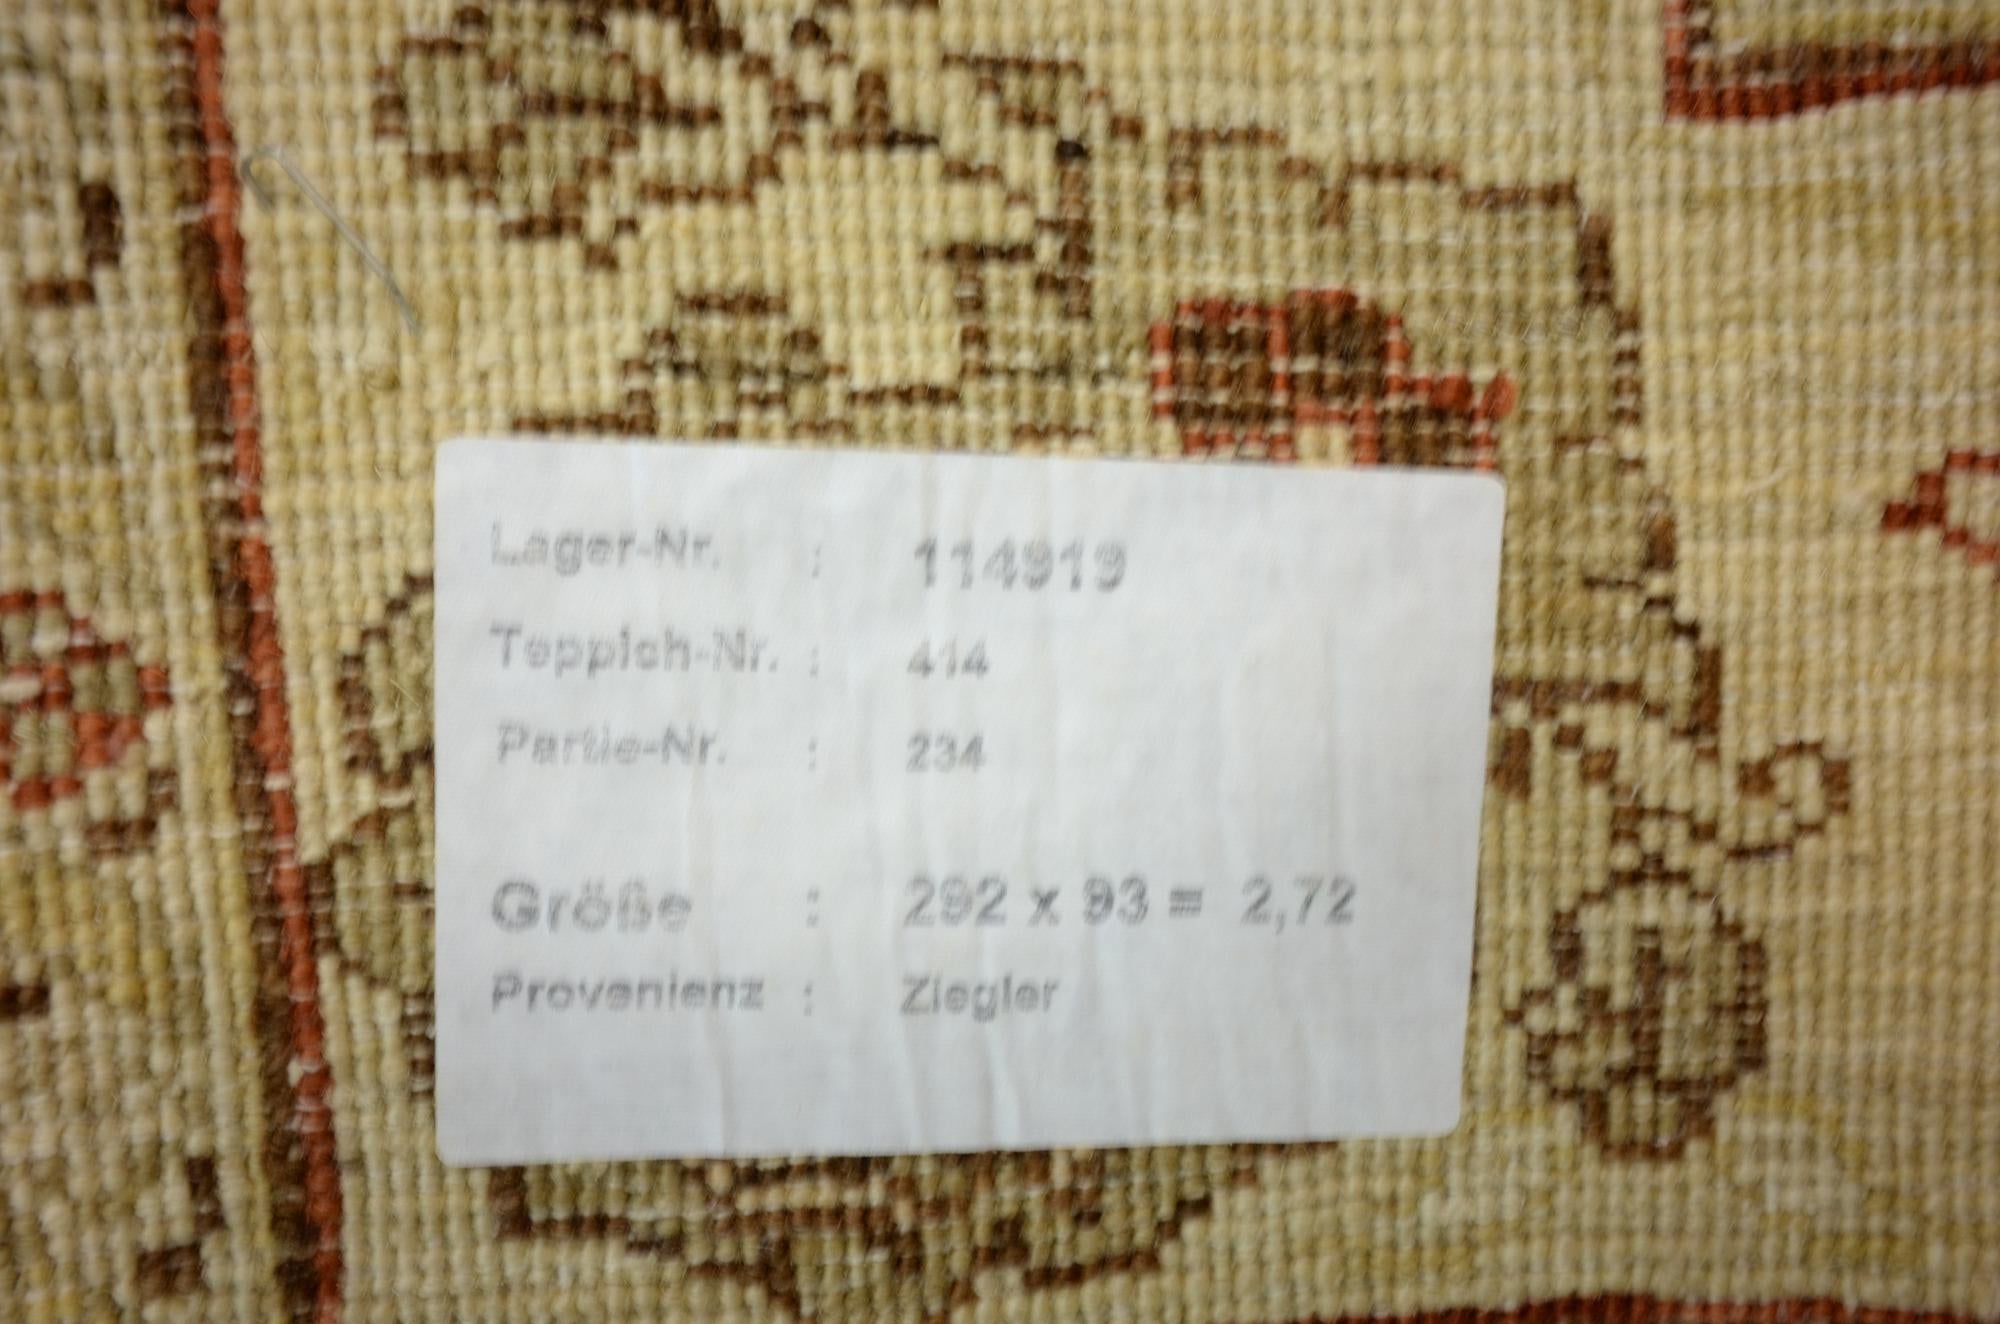 Lager-Nr. : 114919
Teppich-Nr. : 414
Partie-Nr. : 234
Größe : 292 x 93 = 2,72
Provenienz : Ziegler